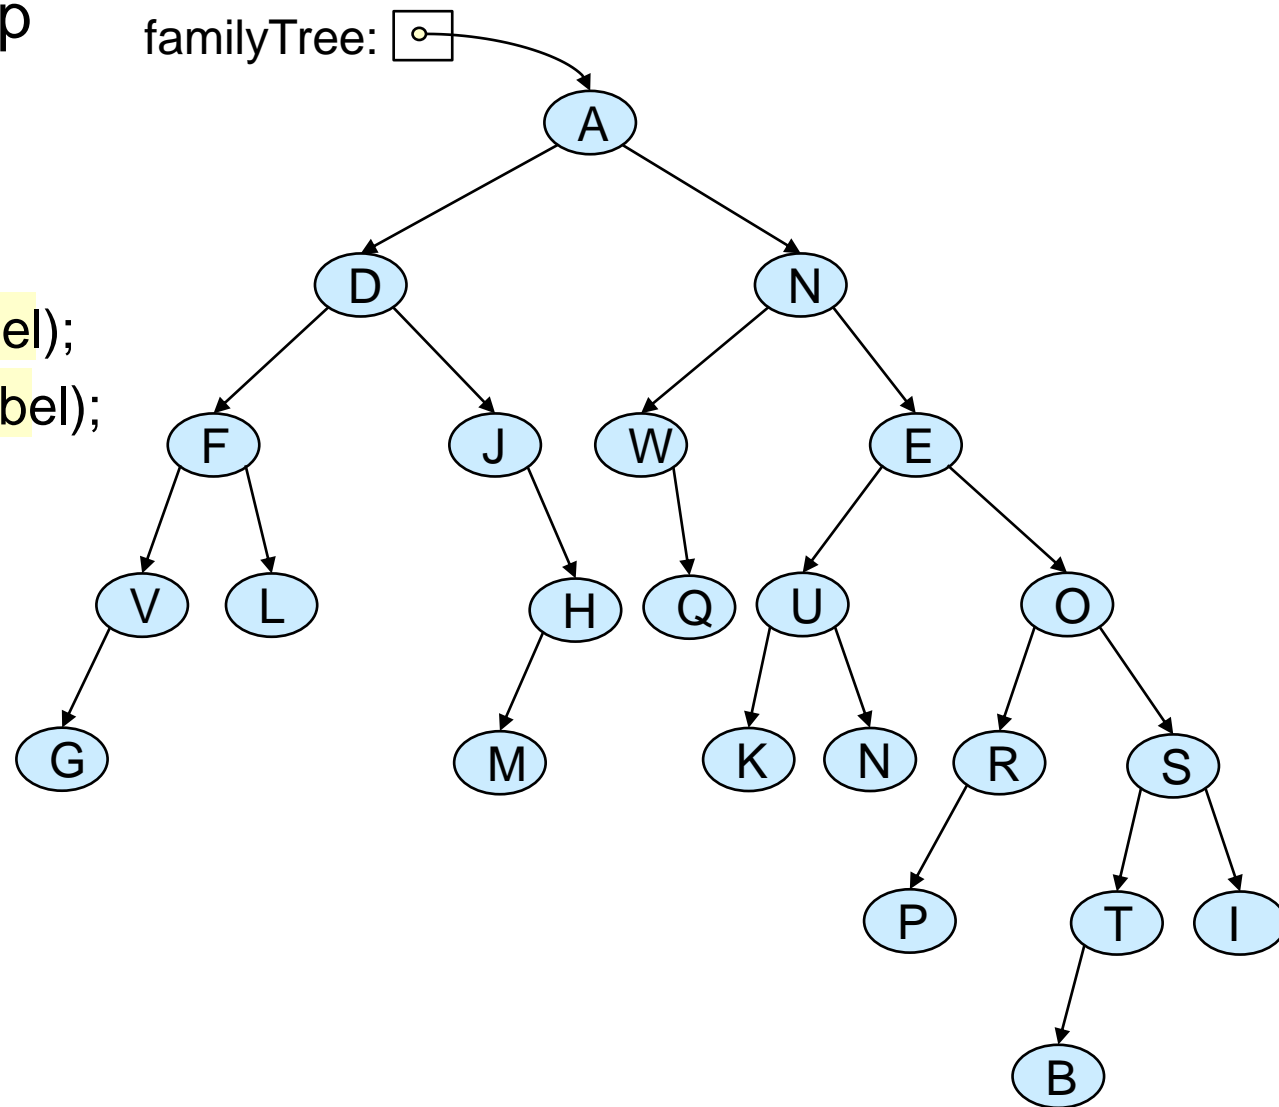 p
familyTree:
A
D N
el);
bel);
F J W E
V L H Q U O
G M K N R S
P T I
B